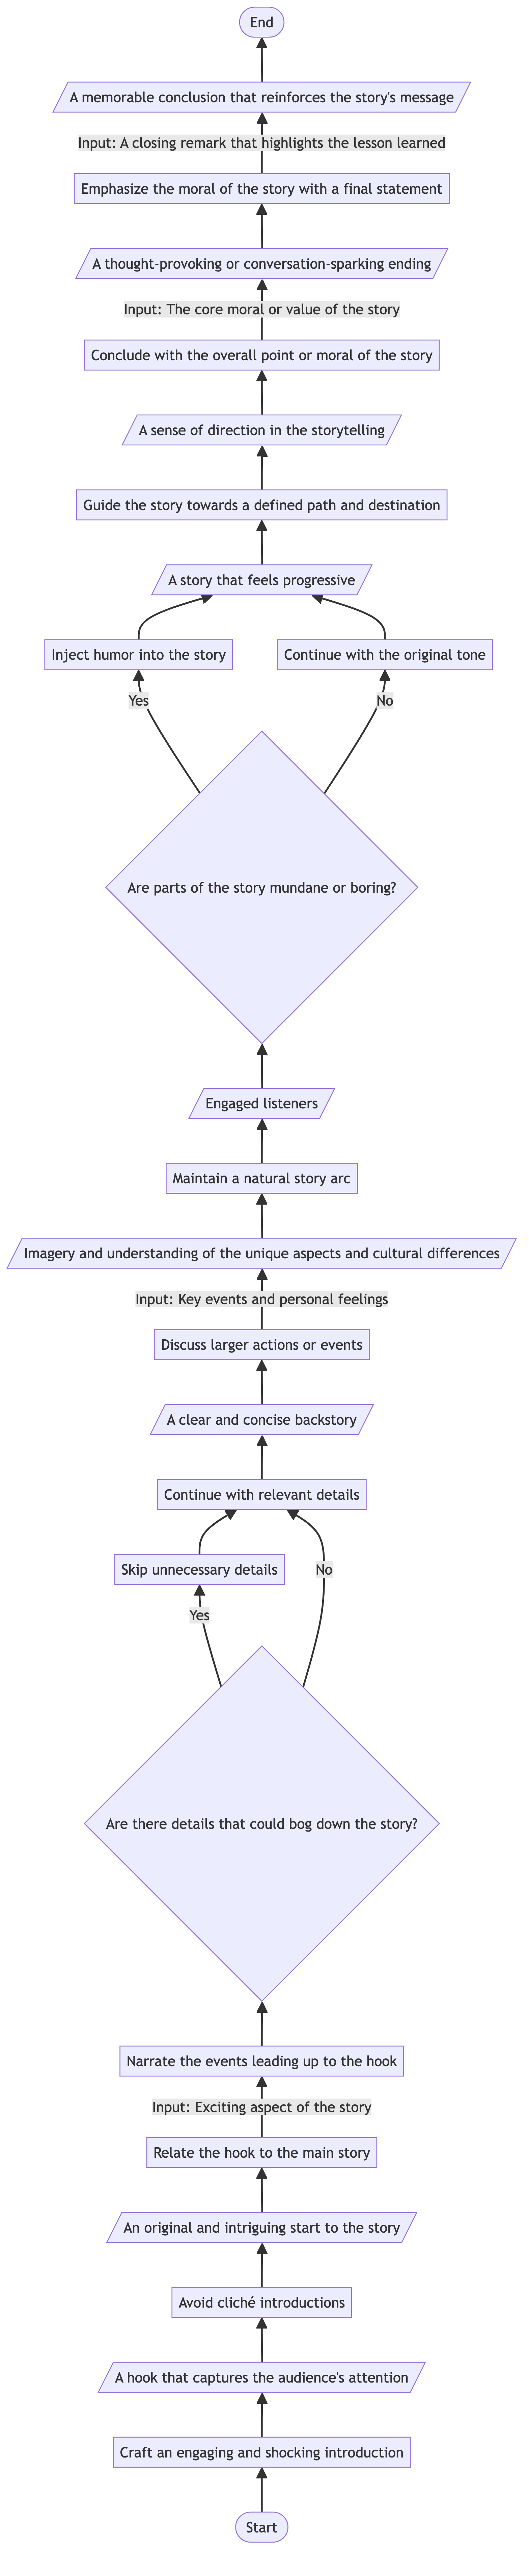 End
A memorable conclusion that reinforces the story's message
Input: A closing remark that highlights the lesson learned
Emphasize the moral of the story with a final statement
A thought-provoking or conversation-sparking ending
Input: The core moral or value of the story
Conclude with the overall point or moral of the story
A sense of direction in the storytelling
Guide the story towards a defined path and destination
A story that feels progressive
Inject humor into the story
Continue with the original tone
Yes
No
Are parts of the story mundane or boring?
Engaged listeners
Maintain a natural story arc
Imagery and understanding of the unique aspects and cultural differences
Input: Key events and personal feelings
Discuss larger actions or events
A clear and concise backstory
Continue with relevant details
Skip unnecessary details
No
Yes
Are there details that could bog down the story?
Narrate the events leading up to the hook
Input: Exciting aspect of the story
Relate the hook to the main story
An original and intriguing start to the story
Avoid cliché introductions
A hook that captures the audience's attention
Craft an engaging and shocking introduction
Start